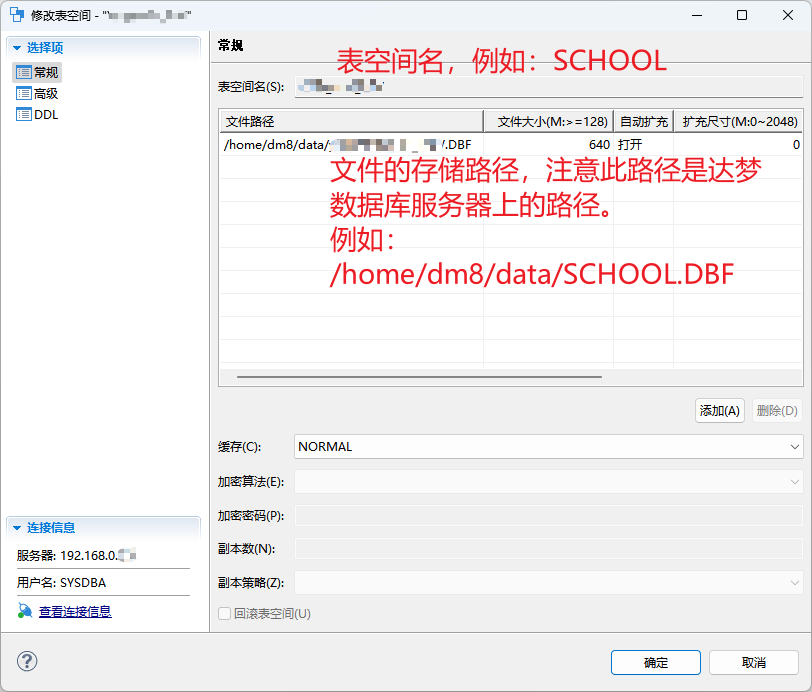 修改表空间 - "
选择项
常规
高级
DDL
常规
表空间名，例如：SCHOOL
表空间名(S):
文件路径 文件大小(M:>=128) 自动扩充 扩充尺寸(M:0~2048)
/home/dm8/data/ .DBF 640 打开 0
文件的存储路径，注意此路径是达梦
数据库服务器上的路径。
例如：
/home/dm8/data/SCHOOL.DBF
添加(A) 删除(D)
缓存(C): NORMAL
加密算法(E):
加密密码(P):
副本数(N):
副本策略(Z):
回滚表空间(U)
连接信息
服务器: 192.168.0.
用户名: SYSDBA
查看连接信息
确定 取消